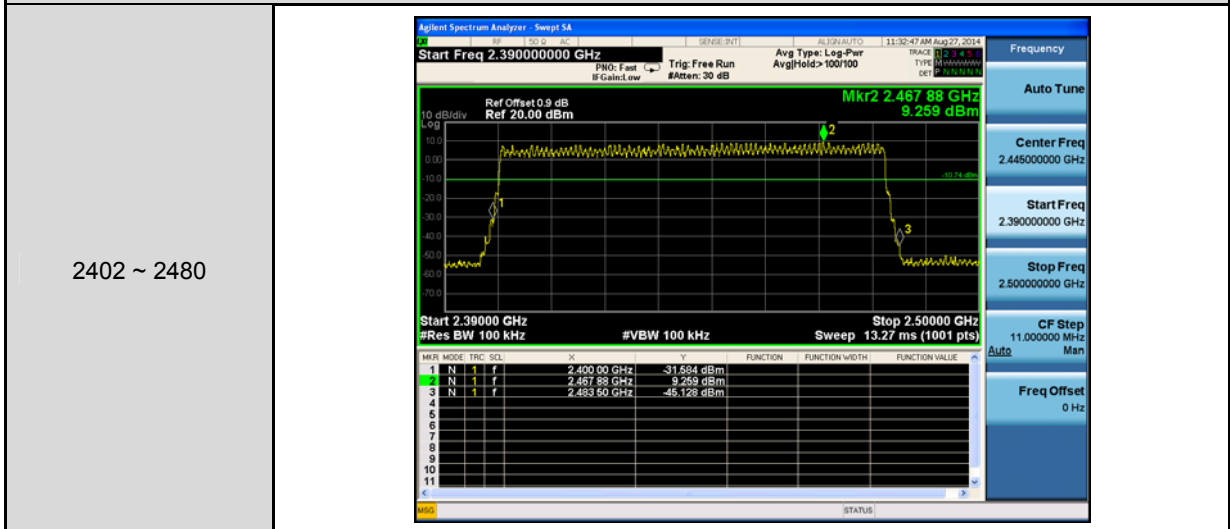 2402 ~ 2480
Agilent Spectrum Analyzer - Swept SA
LXI RF 50 Ω AC SENSE:INT ALIGN AUTO 11:32:47 AM Aug 27, 2014
Start Freq 2.390000000 GHz
PNO: Fast
IFGain:Low
Trig: Free Run
#Atten: 30 dB
Avg Type: Log-Pwr
Avg|Hold:> 100/100
TRACE 1 2 3 4 5 6
TYPE M
DET P N N N N N
Mkr2 2.467 88 GHz
9.259 dBm
Ref Offset 0.9 dB
10 dB/div Ref 20.00 dBm
Log
10.0
0.00
-10.0
-20.0
-30.0
-40.0
-50.0
-60.0
-70.0
-10.74 dBm
1
2
3
Start 2.39000 GHz Stop 2.50000 GHz
#Res BW 100 kHz #VBW 100 kHz Sweep 13.27 ms (1001 pts)
MKR MODE TRC SCL X Y FUNCTION FUNCTION WIDTH FUNCTION VALUE
1 N 1 f 2.400 00 GHz -31.584 dBm
2 N 1 f 2.467 88 GHz 9.259 dBm
3 N 1 f 2.483 50 GHz -45.128 dBm
4
5
6
7
8
9
10
11
MSG STATUS
Frequency
Auto Tune
Center Freq
2.445000000 GHz
Start Freq
2.390000000 GHz
Stop Freq
2.500000000 GHz
CF Step
11.000000 MHz
Auto Man
Freq Offset
0 Hz